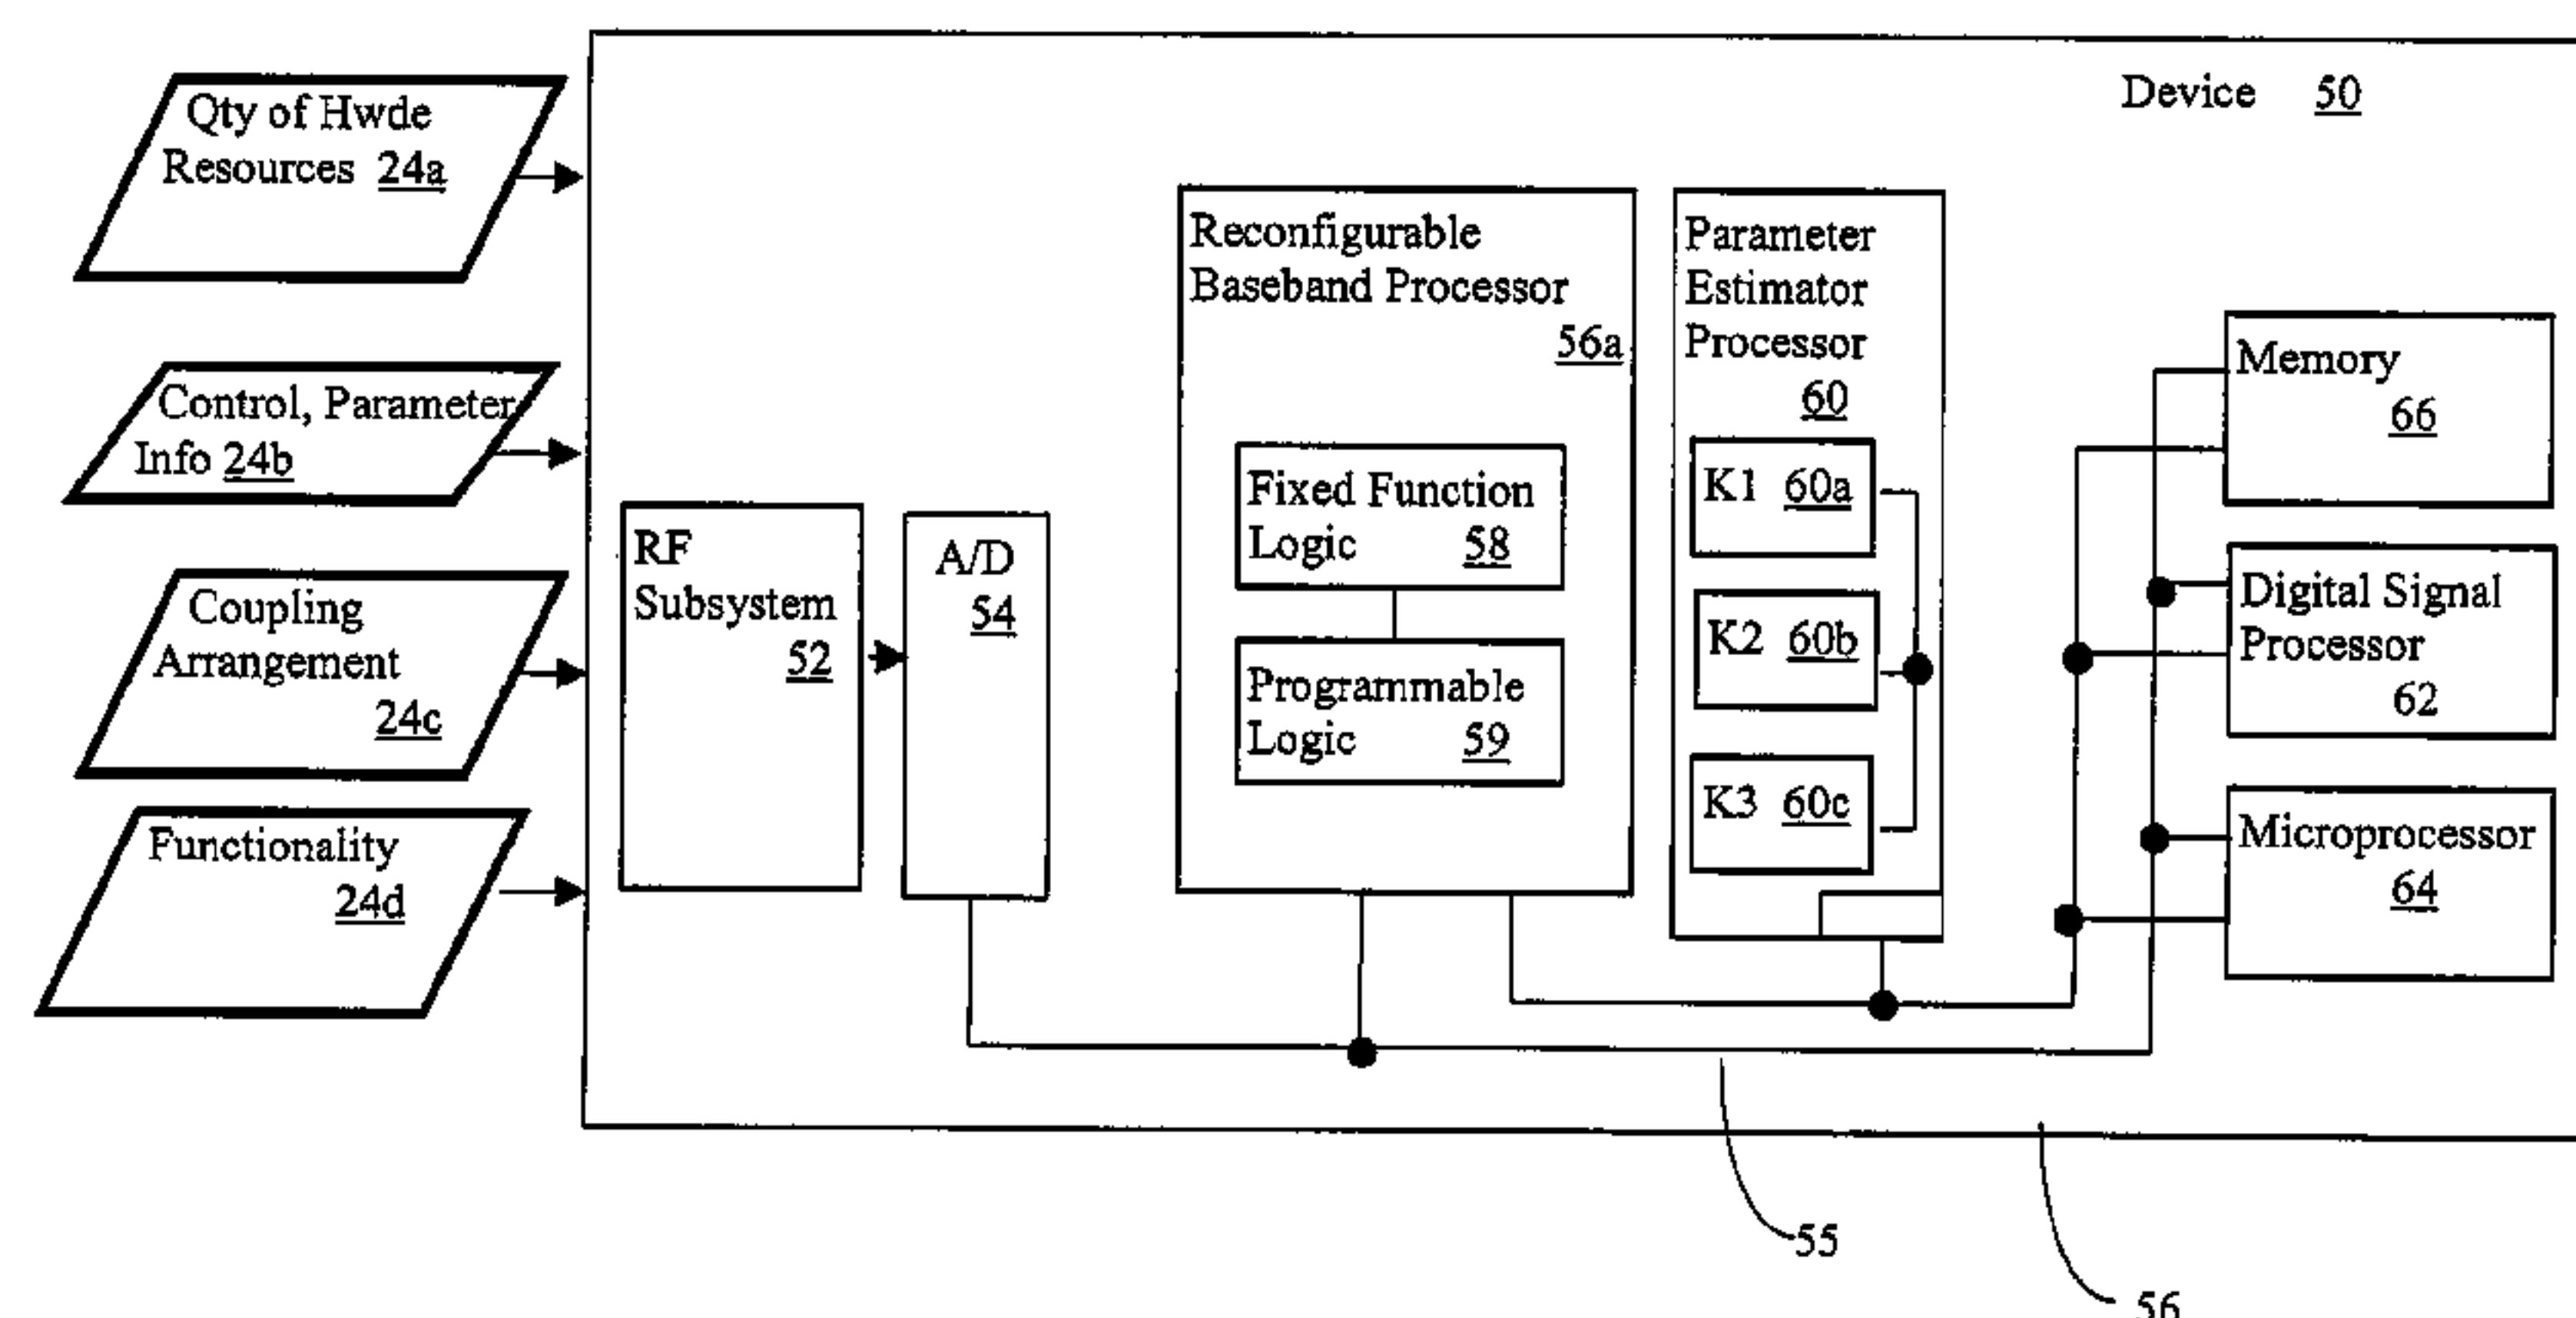 Device 50
Qty of Hwde
Resources 24a
Control, Parameter
Info 24b
Coupling
Arrangement
24c
Functionality
24d
RF
Subsystem
52
A/D
54
Reconfigurable
Baseband Processor
56a
Fixed Function
Logic 58
Programmable
Logic 59
Parameter
Estimator
Processor
60
K1 60a
K2 60b
K3 60c
Memory
66
Digital Signal
Processor
62
Microprocessor
64
55
56